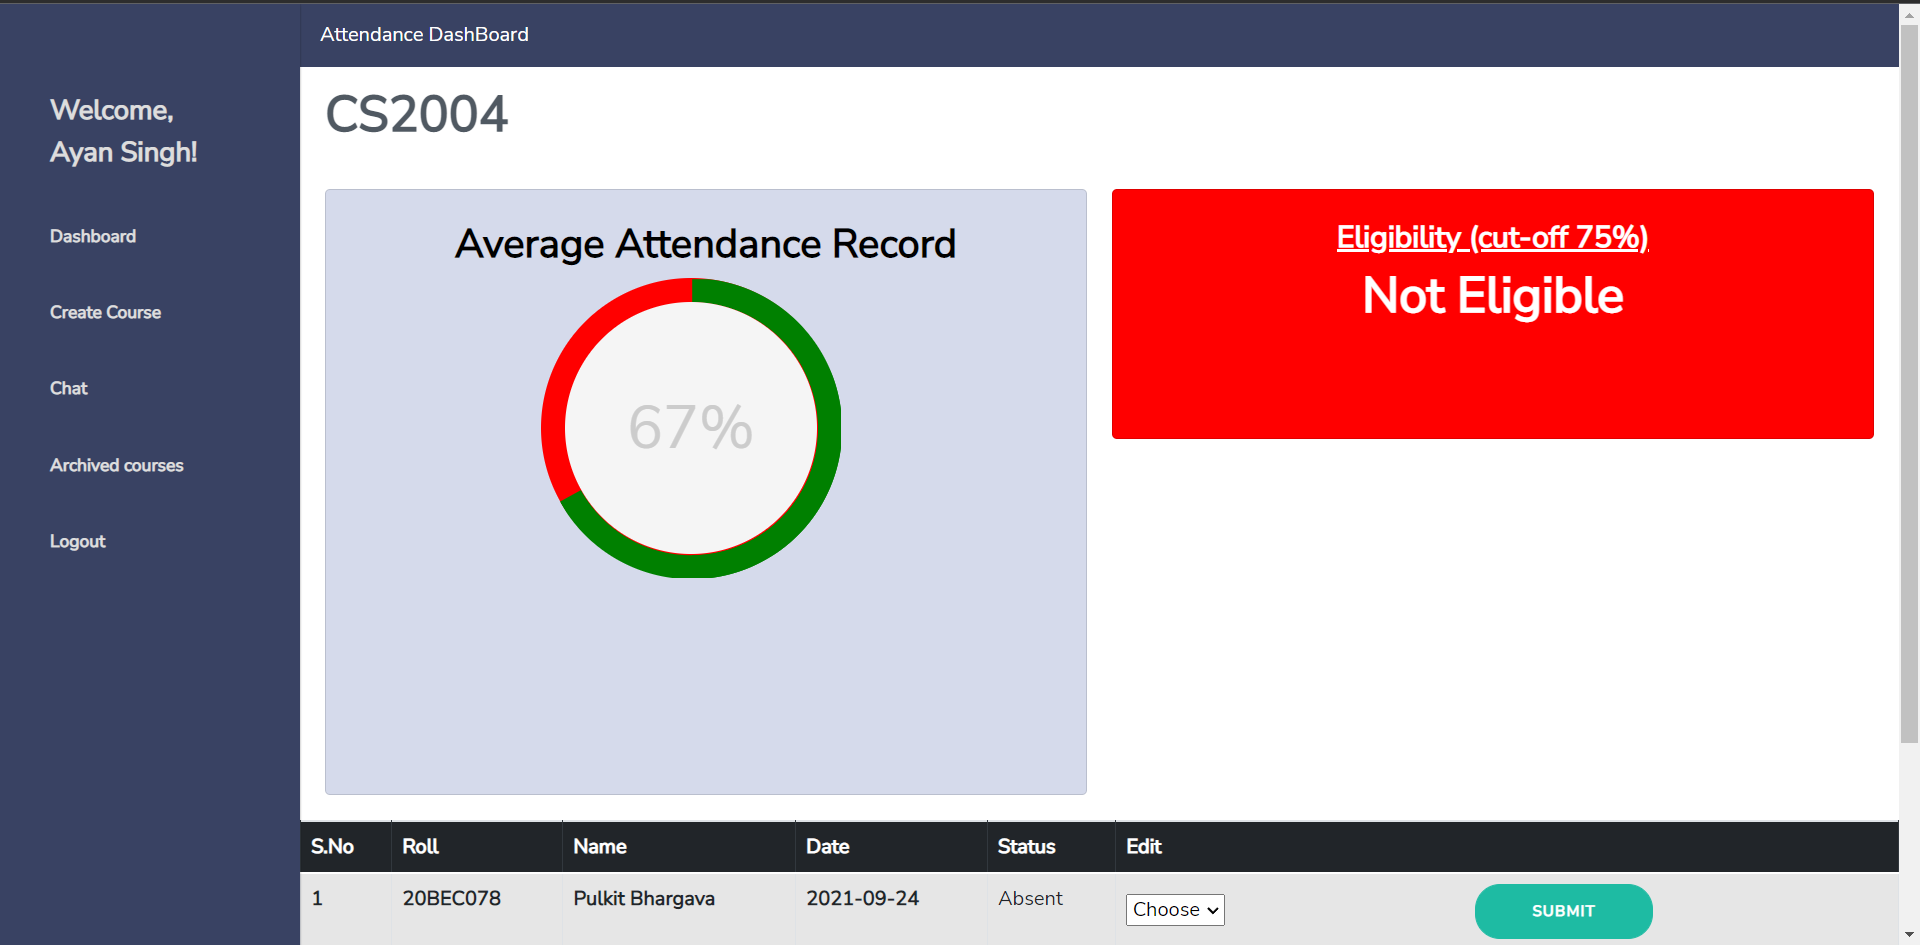 Attendance DashBoard
Welcome,
Ayan Singh!
Dashboard
Create Course
Chat
Archived courses
Logout
CS2004
Average Attendance Record
67%
Eligibility (cut-off 75%)
Not Eligible
S.No Roll Name Date Status Edit
1 20BEC078 Pulkit Bhargava 2021-09-24 Absent Choose SUBMIT